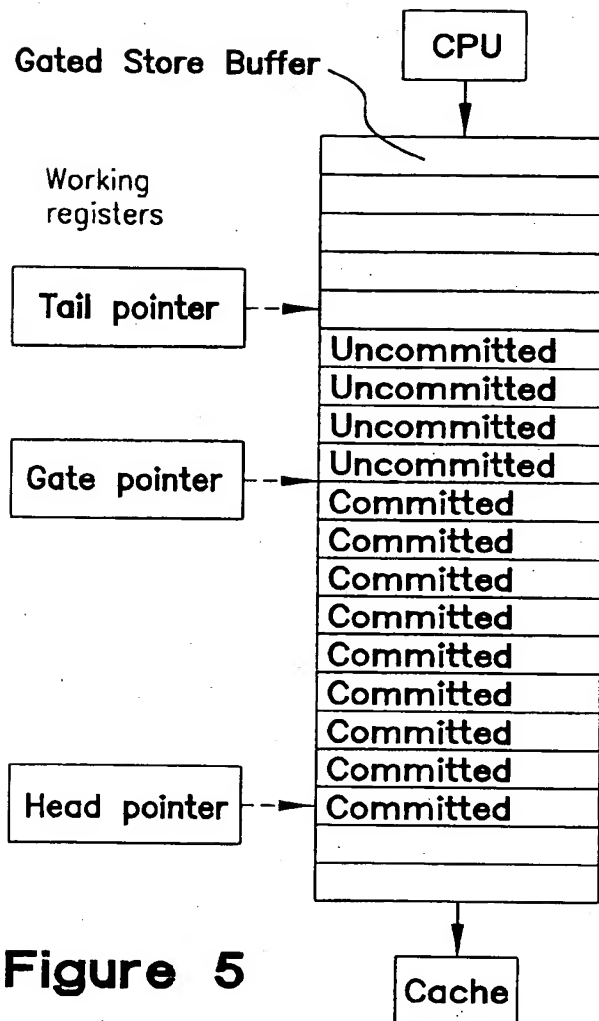 CPU
Gated Store Buffer
Working
registers
Tail pointer
Uncommitted
Uncommitted
Uncommitted
Uncommitted
Gate pointer
Committed
Committed
Committed
Committed
Committed
Committed
Committed
Committed
Head pointer
Committed
Figure 5
Cache